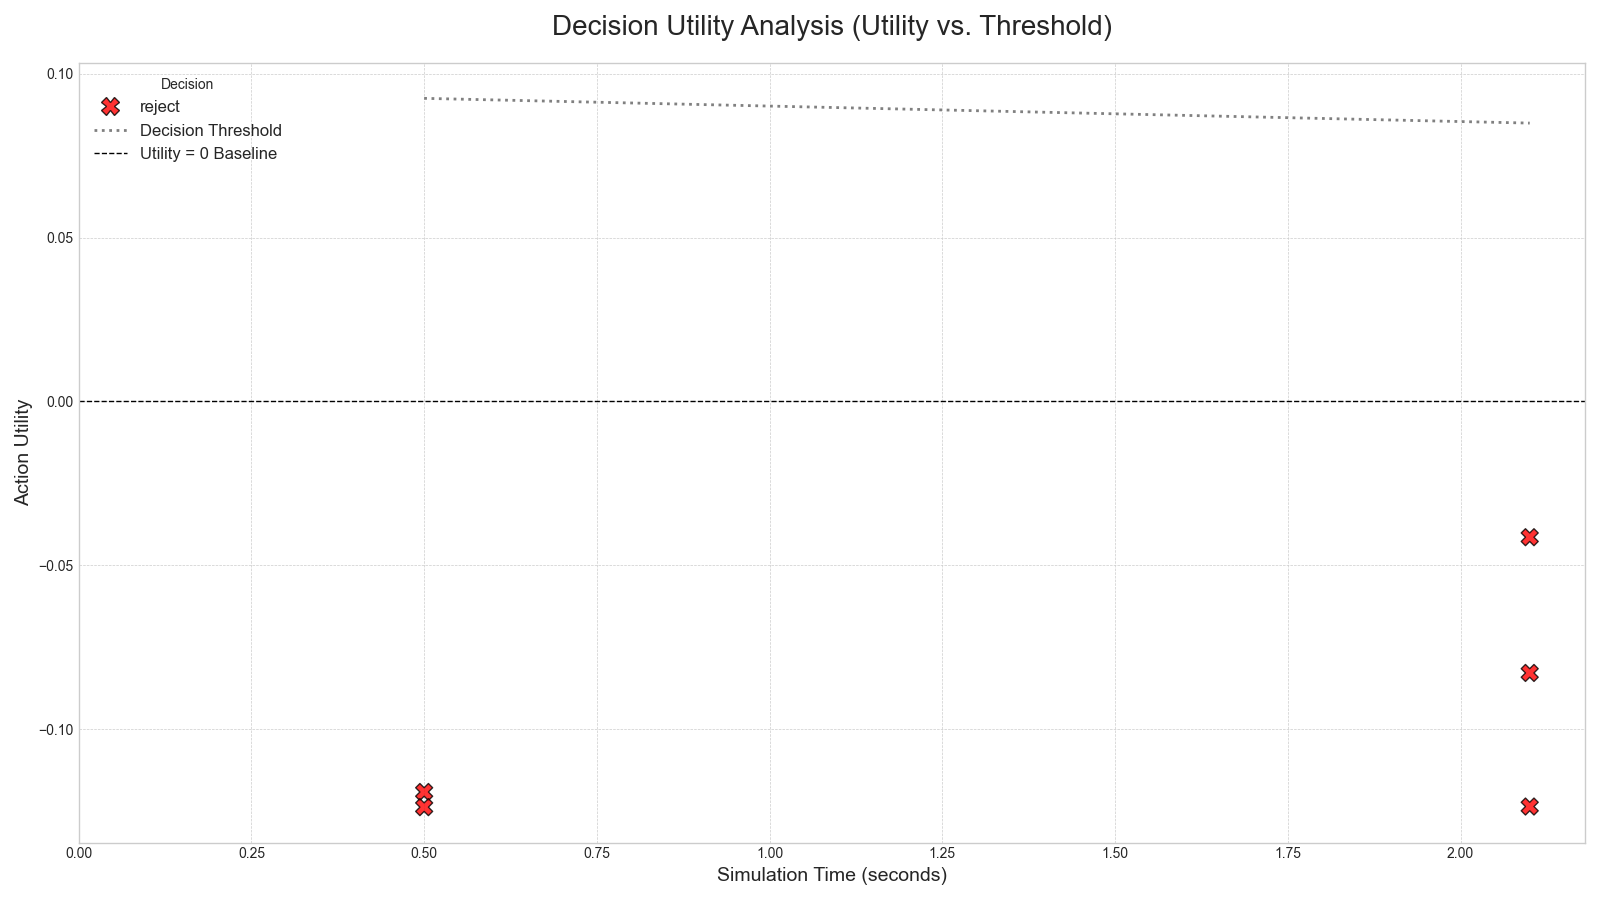 Decision Utility Analysis (Utility vs. Threshold)
Decision
reject
Decision Threshold
Utility = 0 Baseline
Action Utility
0.10
0.05
0.00
−0.05
−0.10
0.00 0.25 0.50 0.75 1.00 1.25 1.50 1.75 2.00
Simulation Time (seconds)